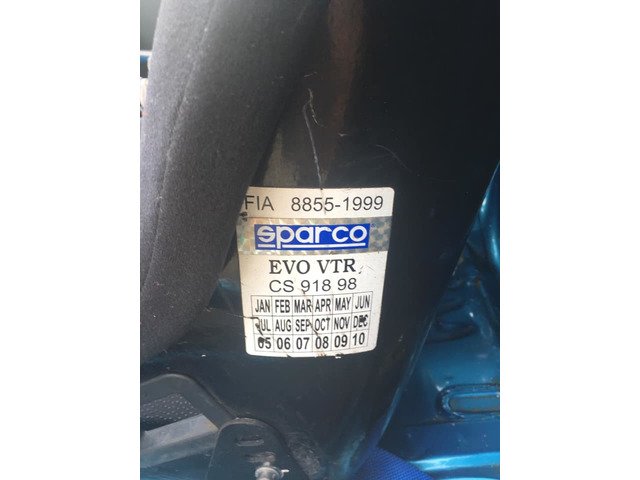 FIA 8855-1999
sparco
EVO VTR
CS 918 98
JAN FEB MAR APR MAY JUN
JUL AUG SEP OCT NOV DEC
05 06 07 08 09 10